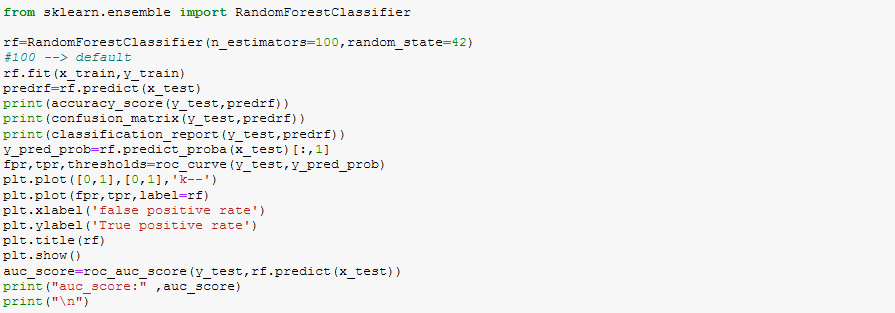 from sklearn.ensemble import RandomForestClassifier
rf=RandomForestClassifier(n_estimators=100,random_state=42)
#100 --> default
rf.fit(x_train,y_train)
predrf=rf.predict(x_test)
print(accuracy_score(y_test,predrf))
print(confusion_matrix(y_test,predrf))
print(classification_report(y_test,predrf))
y_pred_prob=rf.predict_proba(x_test)[:,1]
fpr,tpr,thresholds=roc_curve(y_test,y_pred_prob)
plt.plot([0,1],[0,1],'k--')
plt.plot(fpr,tpr,label=rf)
plt.xlabel('false positive rate')
plt.ylabel('True positive rate')
plt.title(rf)
plt.show()
auc_score=roc_auc_score(y_test,rf.predict(x_test))
print("auc_score:" ,auc_score)
print("\n")